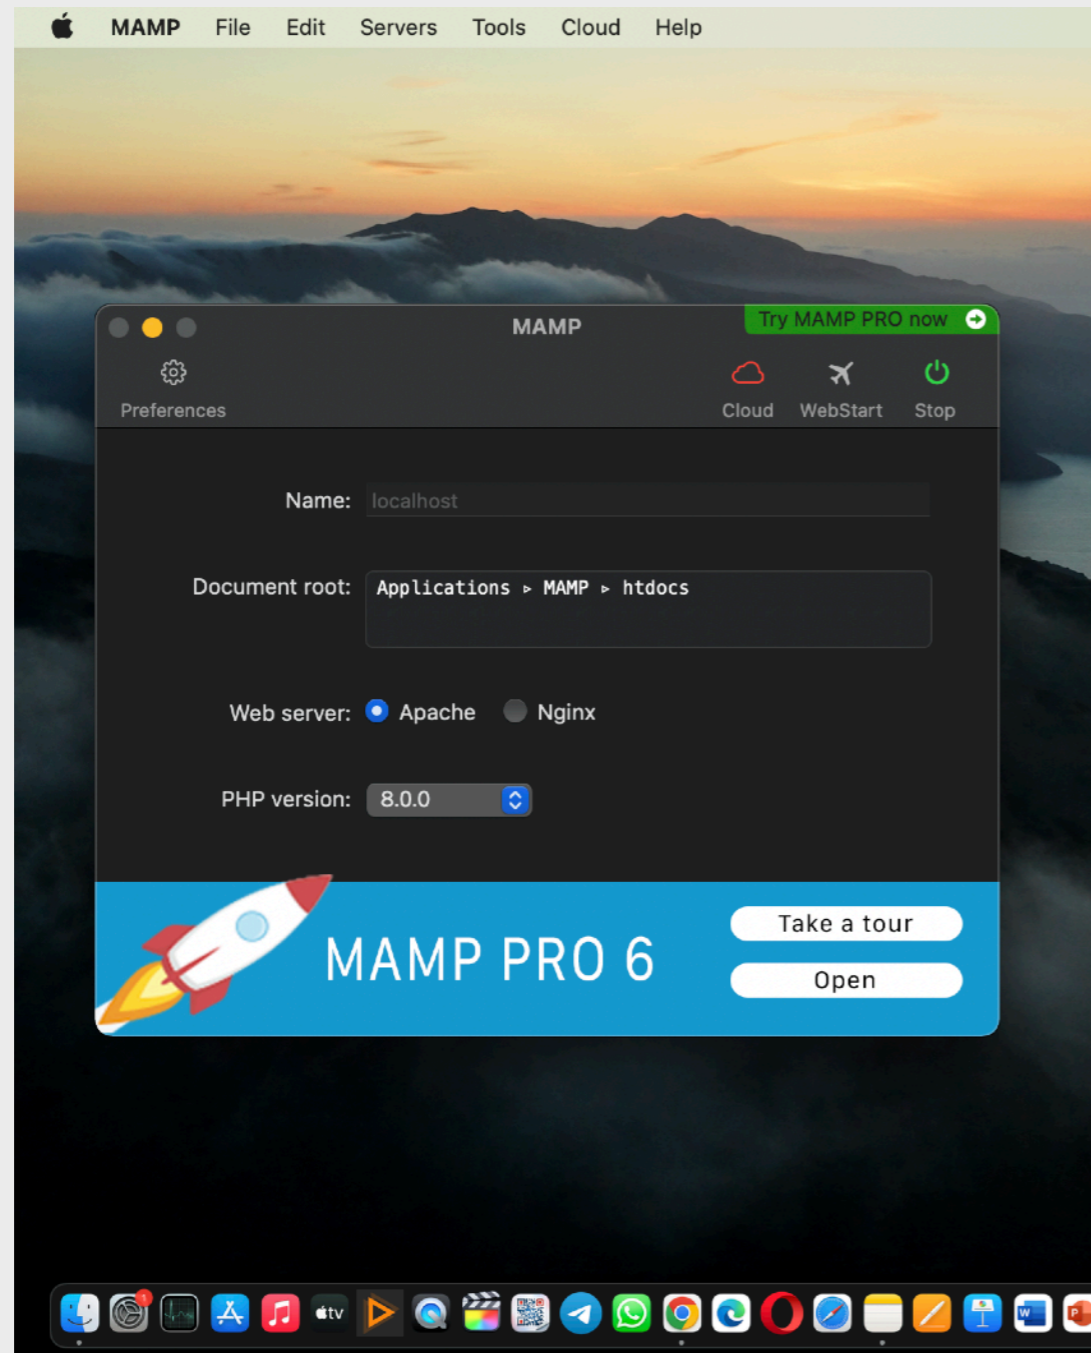 MAMP File Edit Servers Tools Cloud Help
MAMP
Try MAMP PRO now
Preferences
Cloud WebStart Stop
Name: localhost
Document root: Applications ▹ MAMP ▹ htdocs
Web server: Apache Nginx
PHP version: 8.0.0
MAMP PRO 6
Take a tour
Open
1
tv
W
P